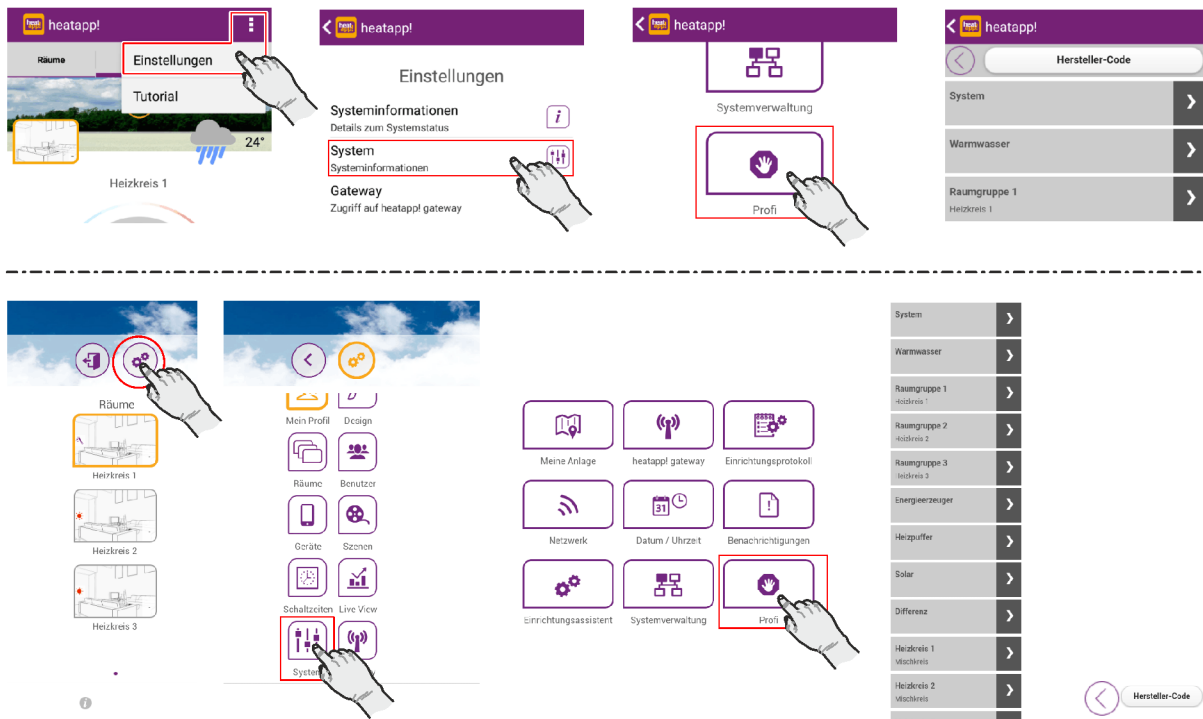 heatapp!
Räume
Einstellungen
Tutorial
24°
Heizkreis 1
heatapp!
Einstellungen
Systeminformationen
Details zum Systemstatus
System
Systeminformationen
Gateway
Zugriff auf heatapp! gateway
heatapp!
Systemverwaltung
Profi
heatapp!
Hersteller-Code
System
Warmwasser
Raumgruppe 1
Heizkreis 1
Räume
Heizkreis 1
Heizkreis 2
Heizkreis 3
Mein Profil Design
Räume Benutzer
Geräte Szenen
Schaltzeiten Live View
System
Meine Anlage heatapp! gateway Einrichtungsprotokoll
31
Netzwerk Datum / Uhrzeit Benachrichtigungen
Einrichtungsassistent Systemverwaltung Profi
System
Warmwasser
Raumgruppe 1
Heizkreis 1
Raumgruppe 2
Heizkreis 2
Raumgruppe 3
Heizkreis 3
Energieerzeuger
Heizpuffer
Solar
Differenz
Heizkreis 1
Mischkreis
Heizkreis 2
Mischkreis
Hersteller-Code